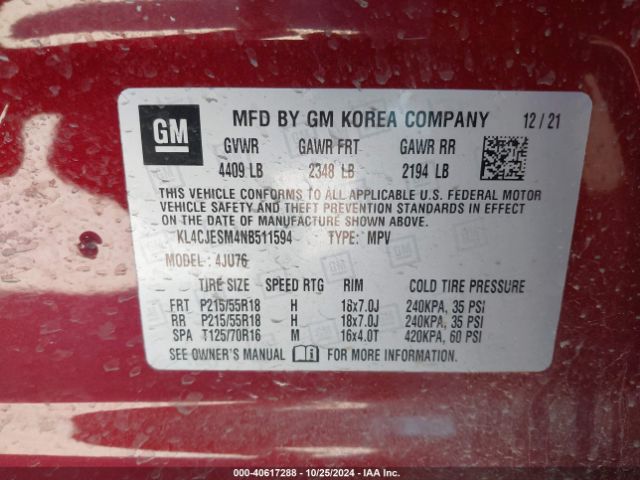 GM
MFD BY GM KOREA COMPANY 12 / 21
GVWR GAWR FRT GAWR RR
4409 LB 2348 LB 2194 LB
THIS VEHICLE CONFORMS TO ALL APPLICABLE U.S. FEDERAL MOTOR
VEHICLE SAFETY AND THEFT PREVENTION STANDARDS IN EFFECT
ON THE DATE OF MANUFACTURE SHOWN ABOVE.
KL4CJESM4NB511594 TYPE: MPV
MODEL : 4JU76
TIRE SIZE SPEED RTG RIM COLD TIRE PRESSURE
FRT P215/55R18 H 18x7.0J 240KPA, 35 PSI
RR P215/55R18 H 18x7.0J 240KPA, 35 PSI
SPA T125/70R16 M 16x4.0T 420KPA, 60 PSI
SEE OWNER'S MANUAL FOR MORE INFORMATION.
000-40617288 - 10/25/2024 - IAA Inc.